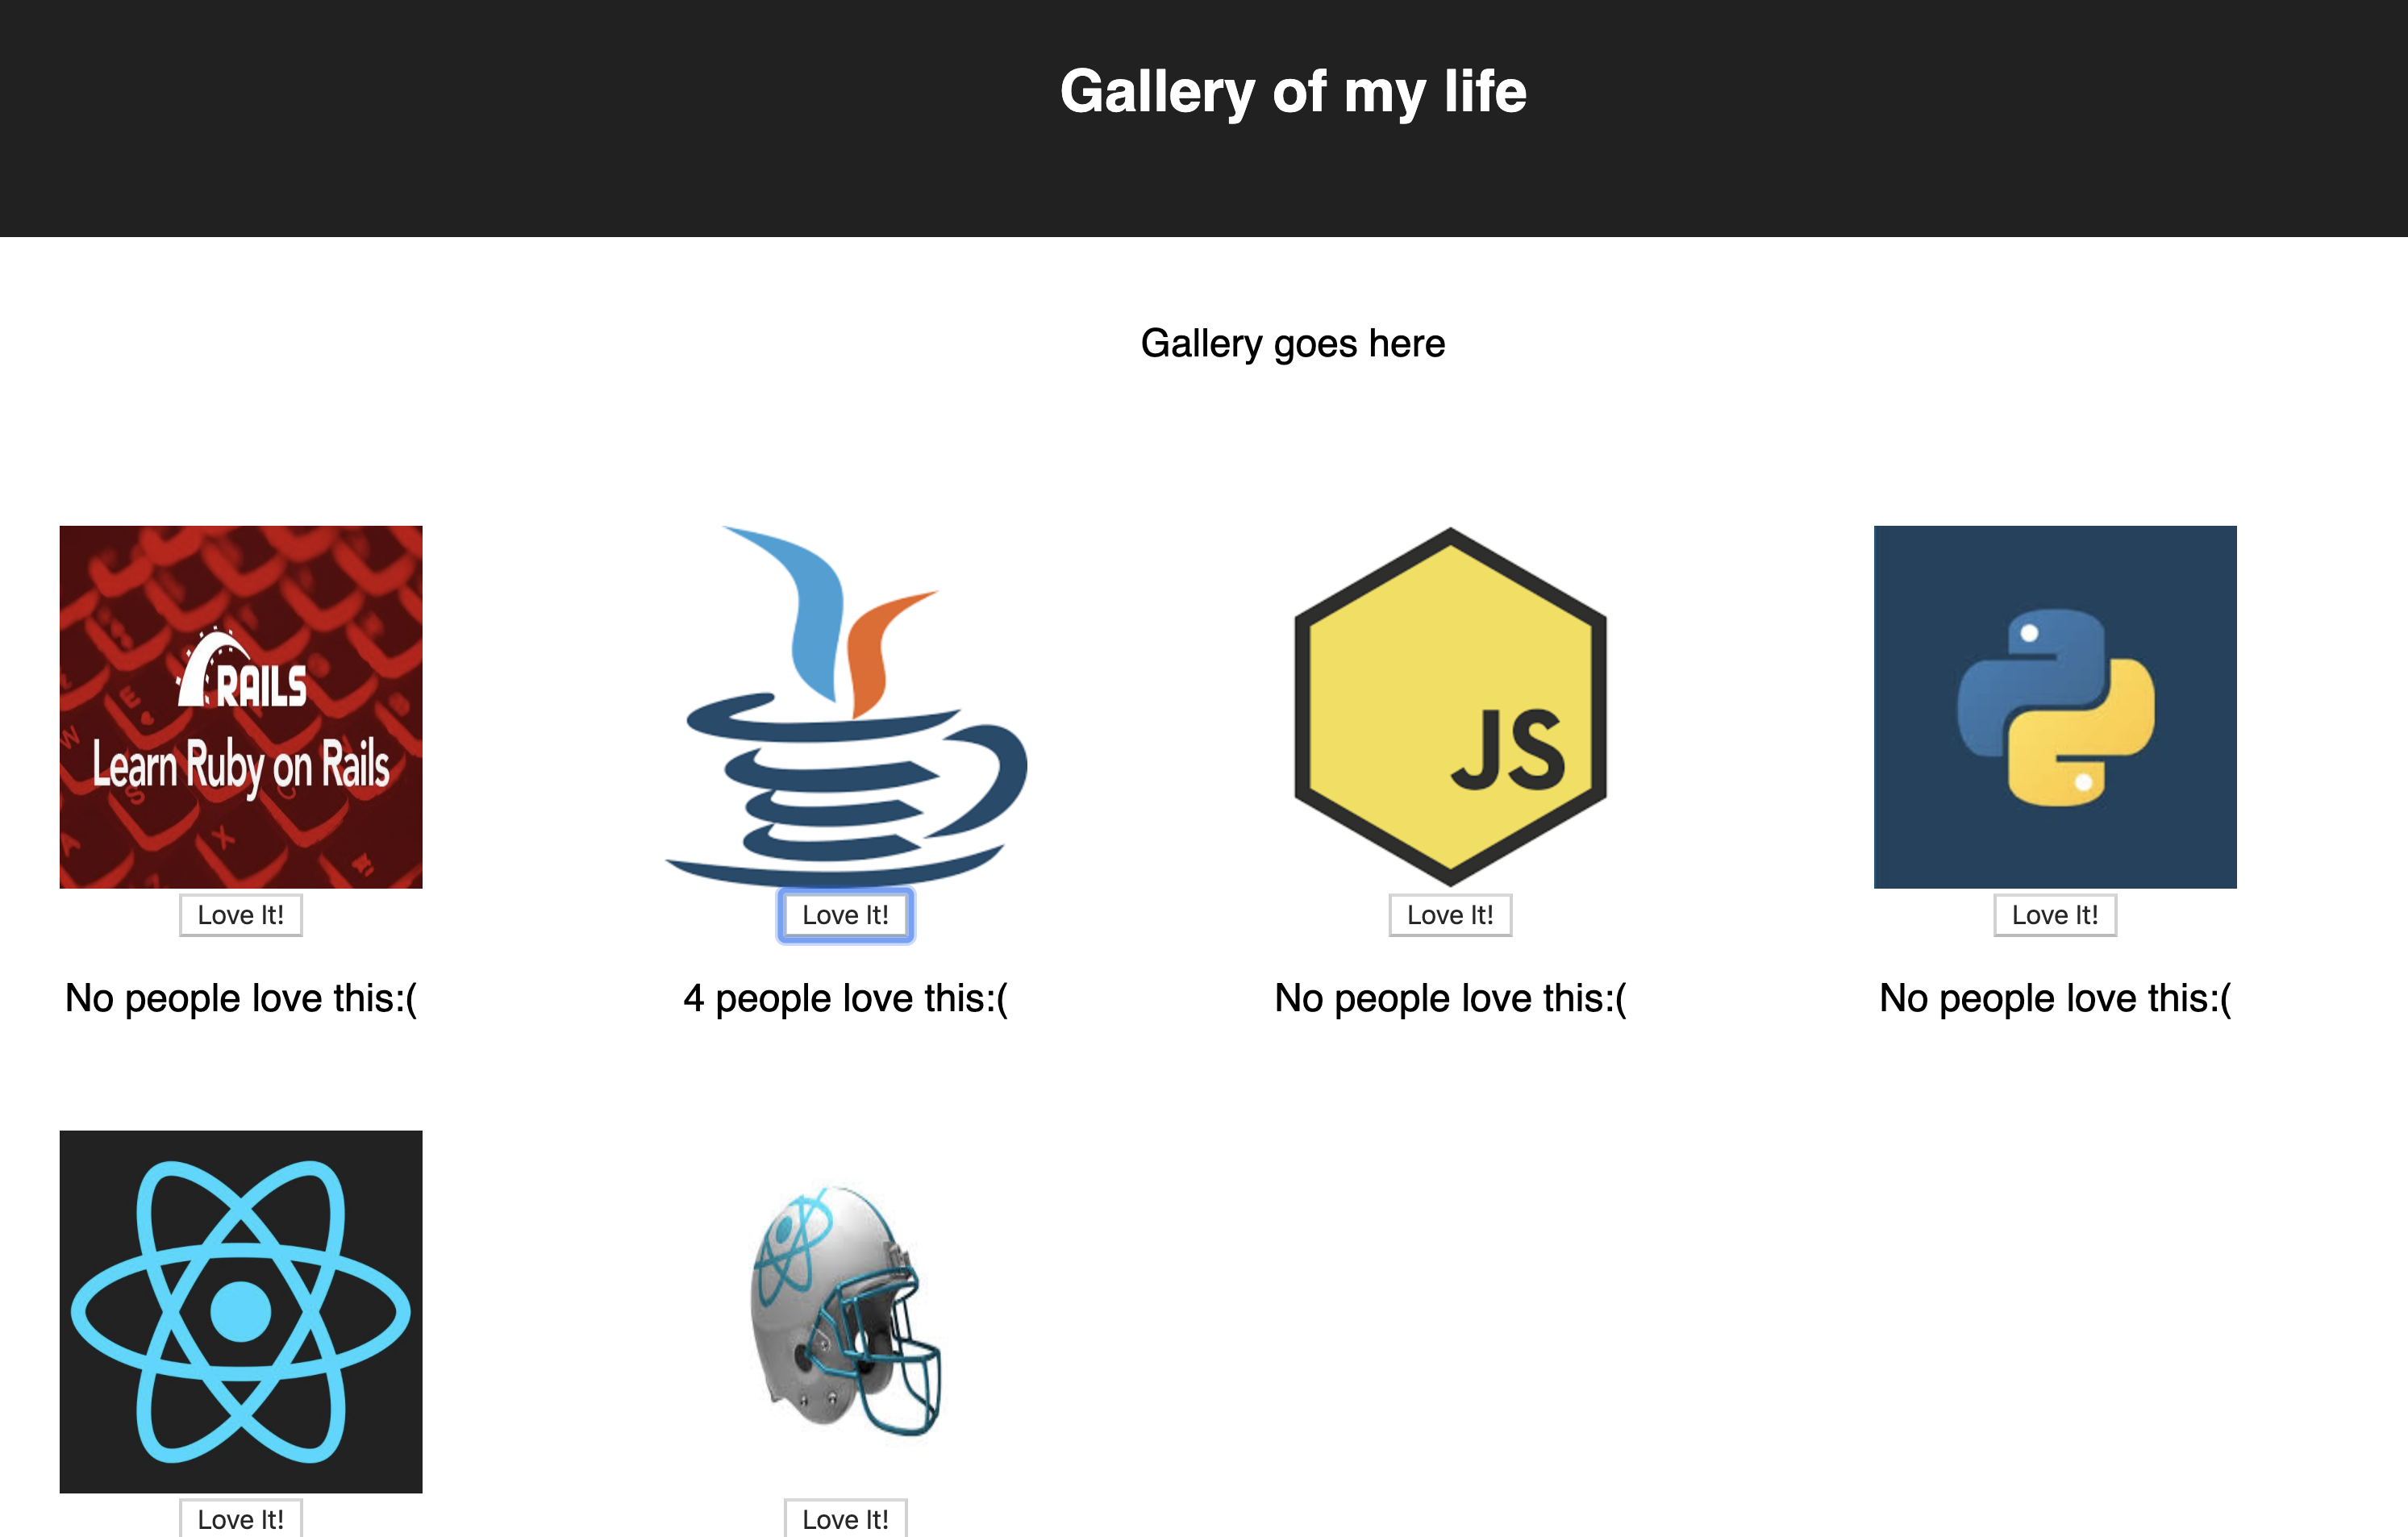 Gallery of my life
Gallery goes here
RAILS
Learn Ruby on Rails
JS
Love It!
Love It!
Love It!
Love It!
No people love this:(
4 people love this:(
No people love this:(
No people love this:(
Love It!
Love It!